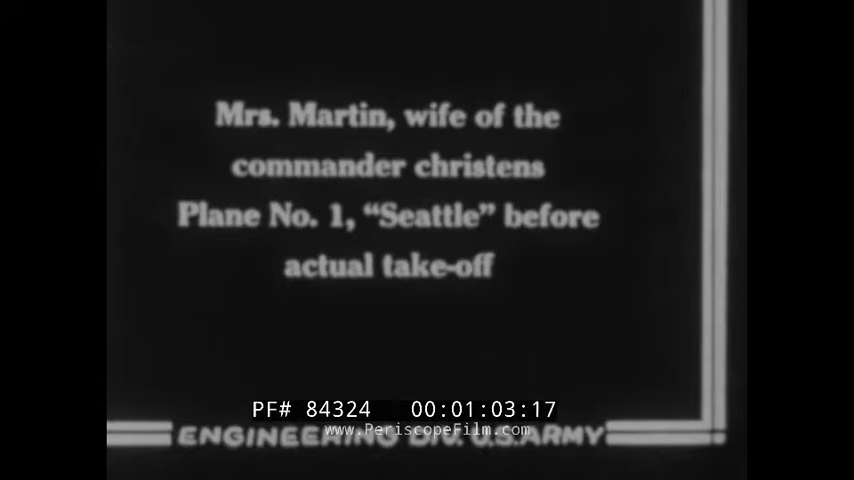 Mrs. Martin, wife of the
commander christens
Plane No. 1, “Seattle” before
actual take-off
PF# 84324 00:01:03:17
www.PeriscopeFilm.com
ENGINEERING DIV. U.S. ARMY